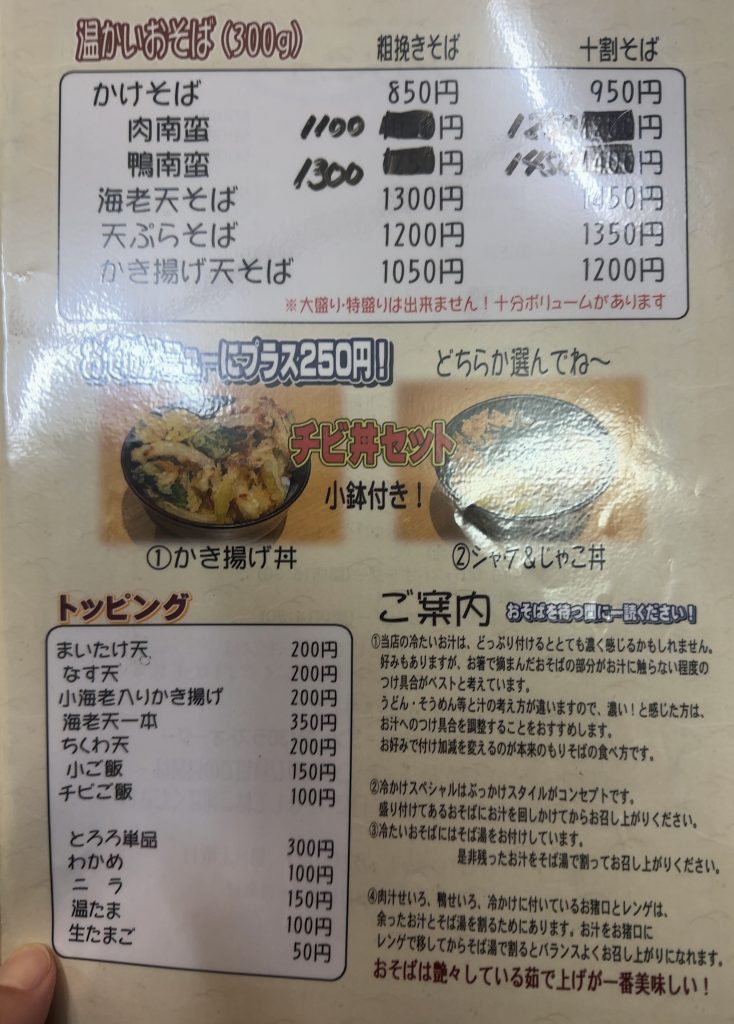 温かいおそば(300g)
粗挽きそば 十割そば
かけそば 850円 950円
肉南蛮 1100 円 円
鴨南蛮 1300 円 1450 円
海老天そば 1300円 1450円
天ぷらそば 1200円 1350円
かき揚げ天そば 1050円 1200円
※大盛り・特盛りは出来ません!十分ボリュームがあります
ューにプラス250円!
どちらか選んでね〜
チビ丼セット
小鉢付き!
①かき揚げ丼
②シャケ&じゃこ丼
トッピング
まいたけ天 200円
なす天 200円
小海老入りかき揚げ 200円
海老天一本 350円
ちくわ天 200円
小ご飯 150円
チビご飯 100円
とろろ単品 300円
わかめ 100円
ニラ 150円
温たま 100円
生たまご 50円
ご案内 おそばを待つ間に一読ください!
①当店の冷たいお汁は、どっぷり付けるととても濃く感じるかもしれません。
好みもありますが、お箸で摘まんだおそばの部分がお汁に触らない程度の
つけ具合がベストと考えています。
うどん・そうめん等と汁の考え方が違いますので、濃い!と感じた方は、
お汁へのつけ具合を調整することをおすすめします。
お好みで付け加減を変えるのが本来のもりそばの食べ方です。
②冷かけスペシャルはぶっかけスタイルがコンセプトです。
盛り付けてあるおそばにお汁を回しかけてからお召し上がりください。
③冷たいおそばにはそば湯をお付けしています。
是非残ったお汁をそば湯で割ってお召し上がりください。
④肉汁せいろ、鴨せいろ、冷かけに付いているお猪口とレンゲは、
余ったお汁とそば湯を割るためにあります。お汁をお猪口に
レンゲで移してからそば湯で割るとバランスよくお召し上がりになれます。
おそばは艶々している茹で上げが一番美味しい!